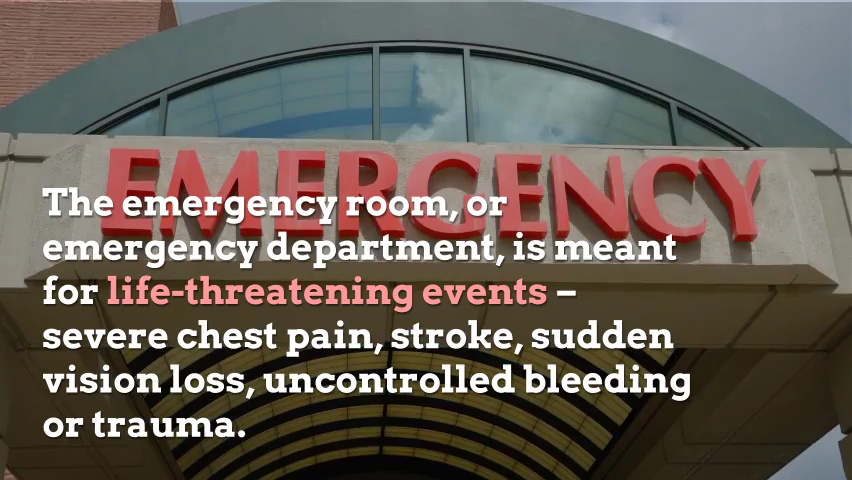 EMERGENCY
The emergency room, or
emergency department, is meant
for life-threatening events –
severe chest pain, stroke, sudden
vision loss, uncontrolled bleeding
or trauma.